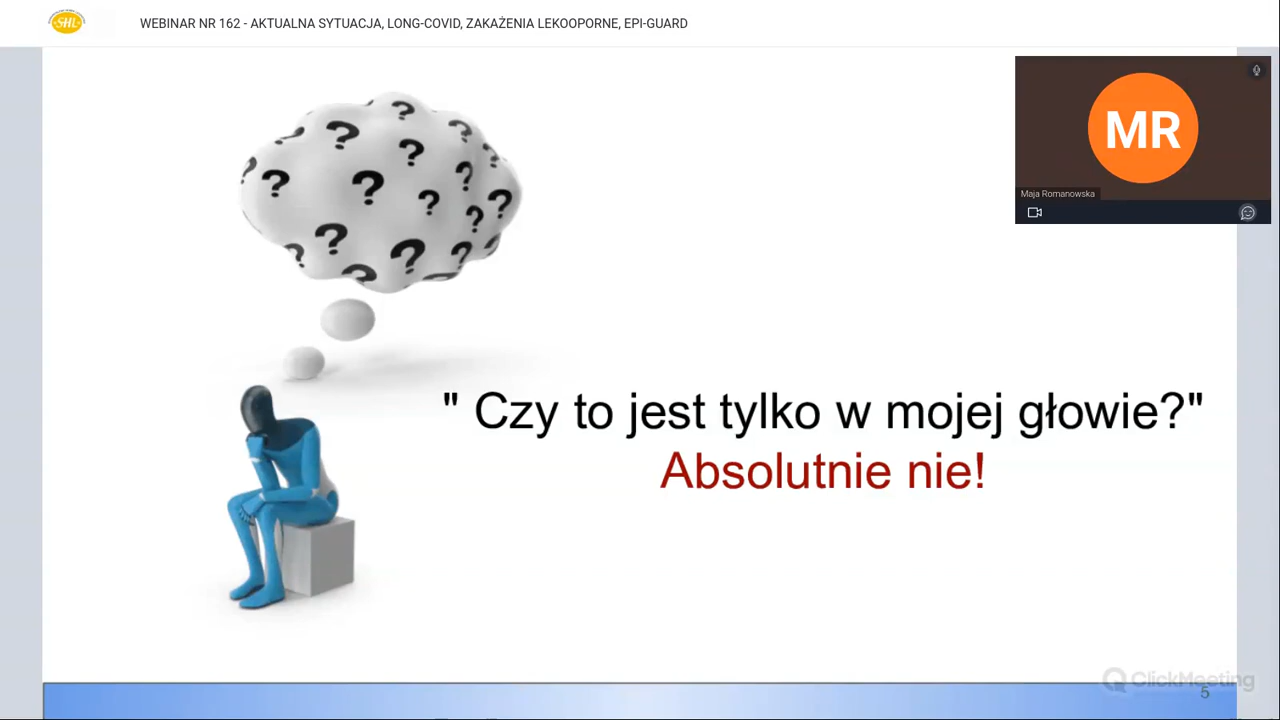 SHL
WEBINAR NR 162 - AKTUALNA SYTUACJA, LONG-COVID, ZAKAŻENIA LEKOOPORNE, EPI-GUARD
MR
Maja Romanowska
" Czy to jest tylko w mojej głowie?"
Absolutnie nie!
ClickMeeting
5